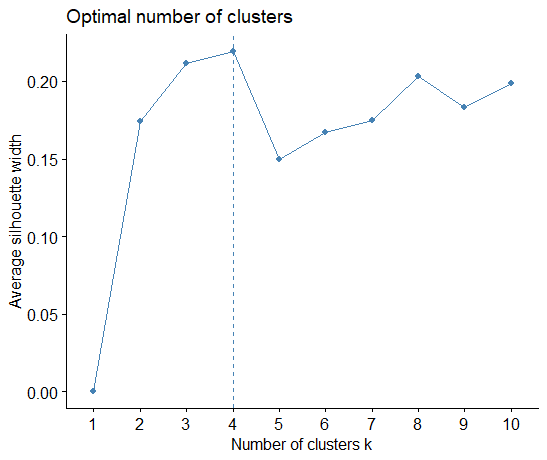 Optimal number of clusters
Average silhouette width
0.20
0.15
0.10
0.05
0.00
1 2 3 4 5 6 7 8 9 10
Number of clusters k